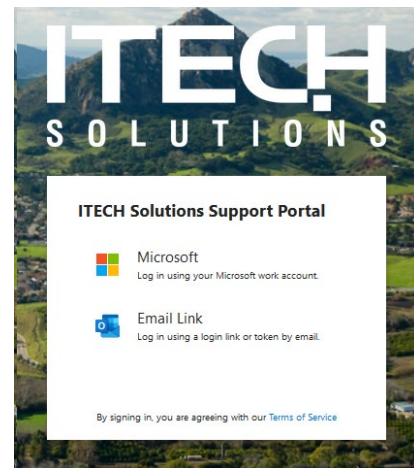 ITECH
SOLUTIONS
ITECH Solutions Support Portal
Microsoft
Log in using your Microsoft work account.
Email Link
Log in using a login link or token by email.
By signing in, you are agreeing with our Terms of Service